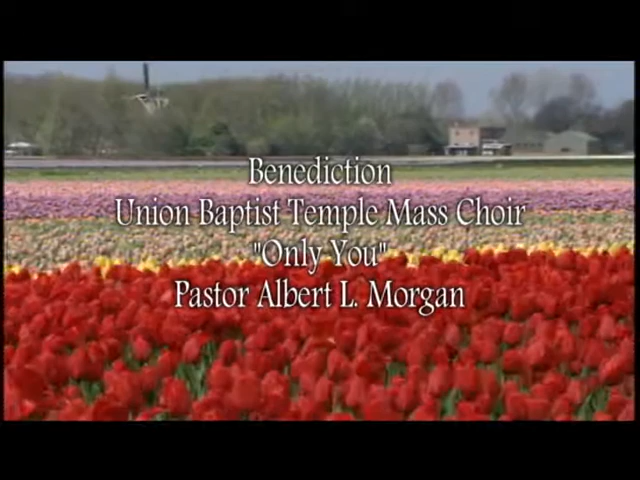 Benediction
Union Baptist Temple Mass Choir
"Only You"
Pastor Albert L. Morgan